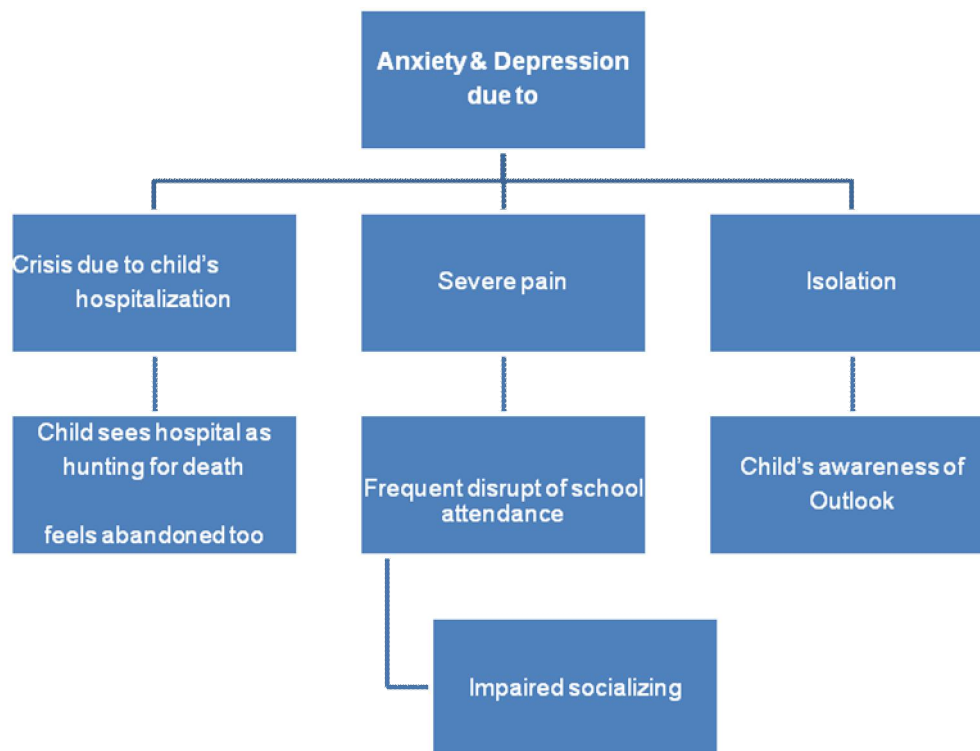 Anxiety & Depression
due to
Crisis due to child's
hospitalization
Severe pain
Isolation
Child sees hospital as
hunting for death
feels abandoned too
Frequent disrupt of school
attendance
Child's awareness of
Outlook
Impaired socializing